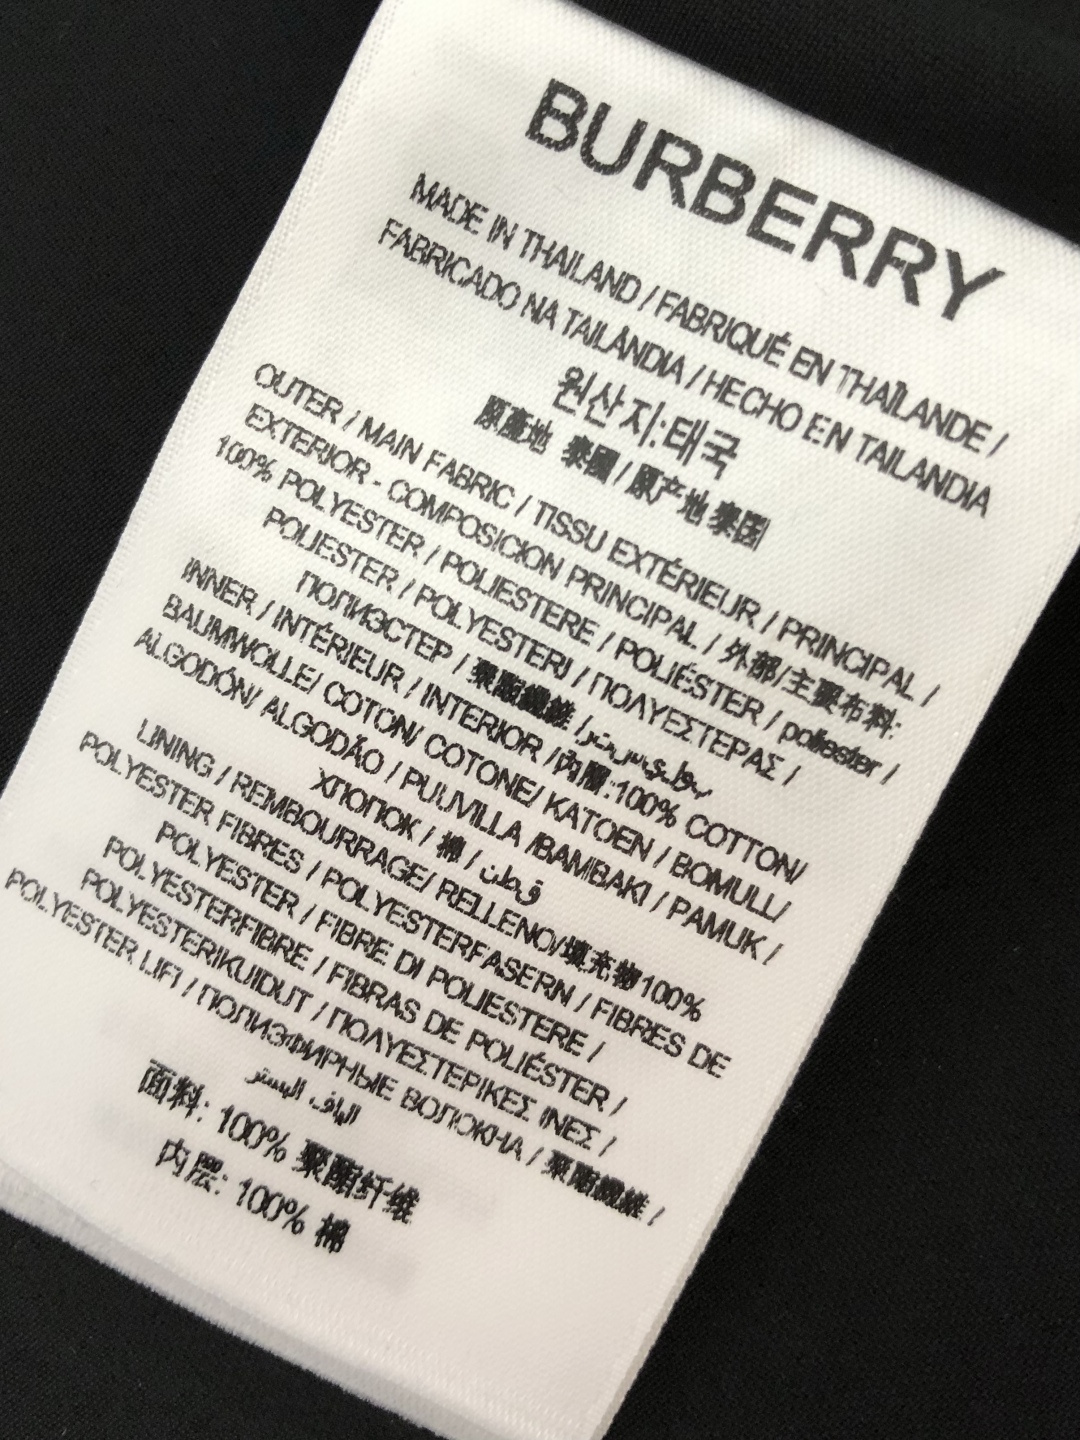 BURBERRY
MADE IN THAILAND / FABRIQUÉ EN THAÏLANDE /
FABRICADO NA TAILÂNDIA / HECHO EN TAILANDIA
원산지:태국
原產地 泰國 / 原产地 泰国
OUTER / MAIN FABRIC / TISSU EXTÉRIEUR / PRINCIPAL /
EXTERIOR - COMPOSICION PRINCIPAL / 外部/主要布料:
100% POLYESTER / POLIESTERE / POLIÉSTER / poliester /
POLIESTER / POLYESTERI / ΠΟΛΥΕΣΤΕΡΑΣ /
ПОЛИЭСТЕР / 聚酯纖維 / بوليستر
INNER / INTÉRIEUR / INTERIOR /內層:100% COTTON/
BAUMWOLLE/ COTON/ COTONE/ KATOEN / BOMULL/
ALGODÓN/ ALGODÃO / PUUVILLA /BAMBAKI / PAMUK /
ХПОПОК / 棉 / قطن
LINING / REMBOURRAGE/ RELLENO/填充物100%
POLYESTER FIBRES / POLYESTERFASERN / FIBRES DE
POLYESTER / FIBRE DI POLIESTERE /
POLYESTERFIBRE / FIBRAS DE POLIÉSTER /
POLYESTERIKUIDUT / ΠΟΛΥΕΣΤΕΡΙΚΕΣ ΙΝΕΣ /
POLYESTER LIFI / ПОЛИЭФИРНЫЕ ВОЛОКНА / 聚酯纖維 /
الياف اليستر
面料: 100% 聚酯纤维
内层: 100% 棉